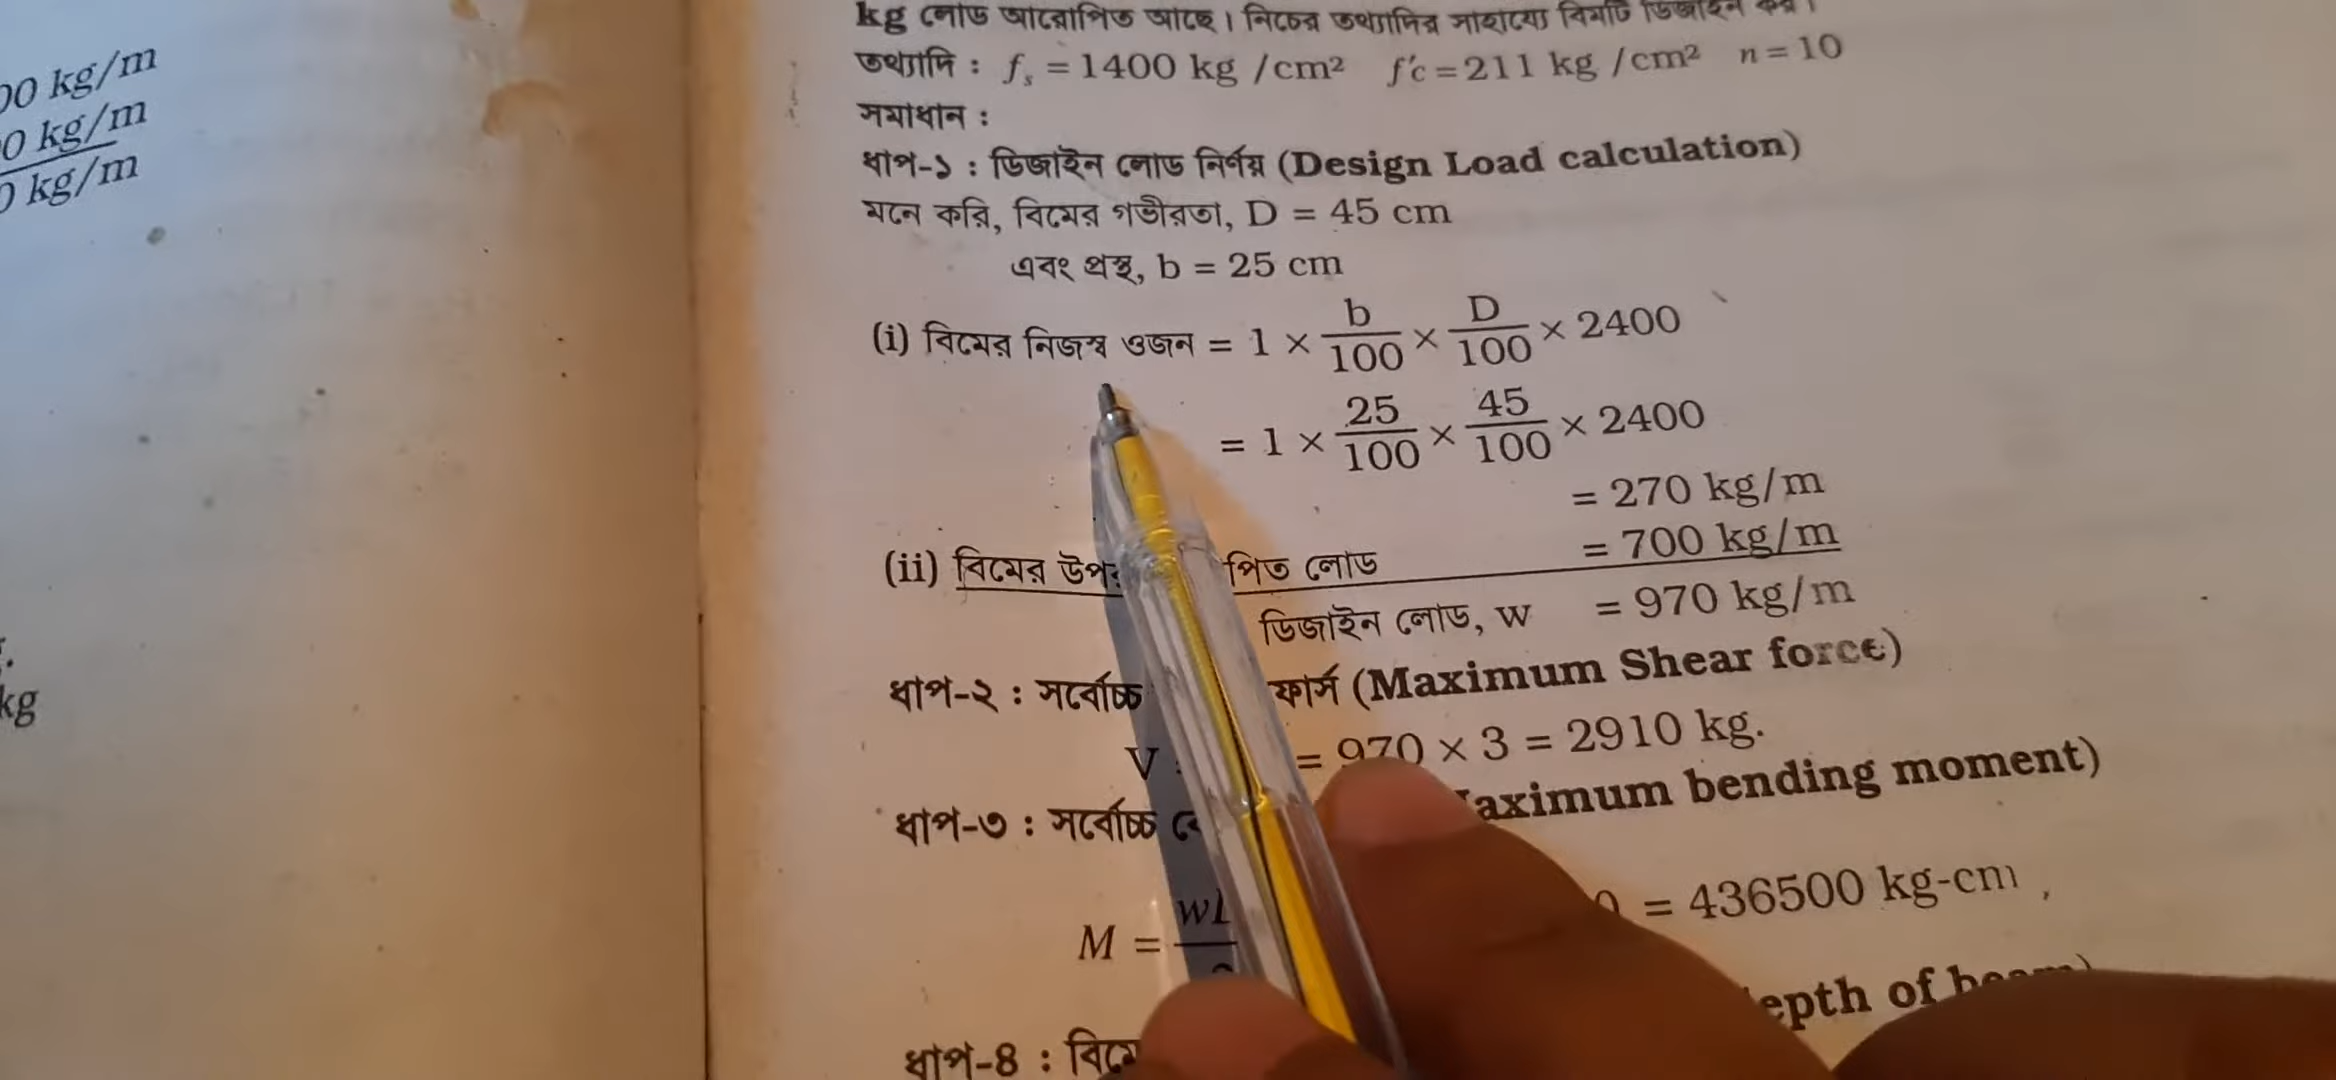 00 kg/m
0 kg/m
0 kg/m
kg
kg লোড আরোপিত আছে। নিচের তথ্যাদির সাহায্যে বিমটি ডিজাইন কর।
তথ্যাদি : fs = 1400 kg /cm² f′c = 211 kg /cm² n = 10
সমাধান :
ধাপ-১ : ডিজাইন লোড নির্ণয় (Design Load calculation)
মনে করি, বিমের গভীরতা, D = 45 cm
এবং প্রস্থ, b = 25 cm
(i) বিমের নিজস্ব ওজন = 1 × b/100 × D/100 × 2400
= 1 × 25/100 × 45/100 × 2400
= 270 kg/m
(ii) বিমের উপর পিত লোড = 700 kg/m
ডিজাইন লোড, w = 970 kg/m
ধাপ-২ : সর্বোচ্চ ফার্স (Maximum Shear force)
V = 970 × 3 = 2910 kg.
ধাপ-৩ : সর্বোচ্চ aximum bending moment)
M = wL = 436500 kg-cm
epth of beam)
ধাপ-8 : বিমে